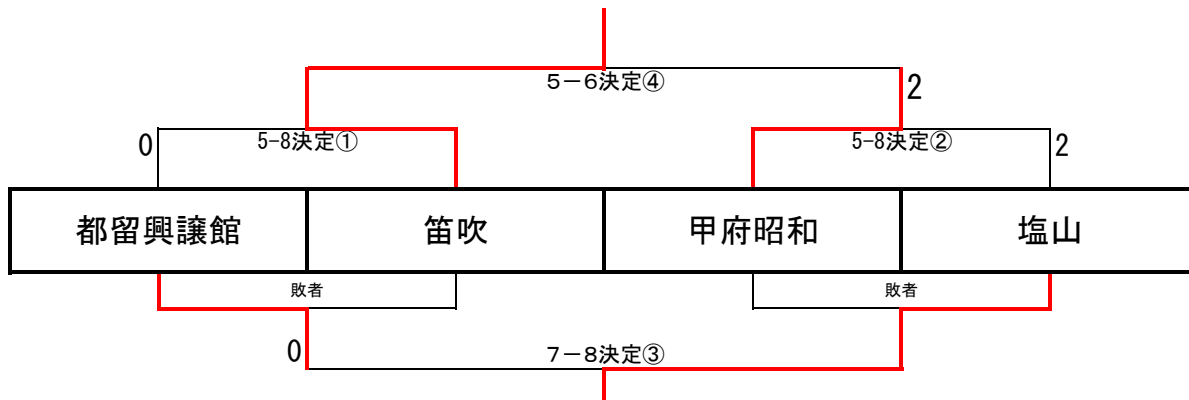 5－6決定④
2
0
5-8決定①
5-8決定②
2
都留興譲館
笛吹
甲府昭和
塩山
敗者
敗者
0
7－8決定③